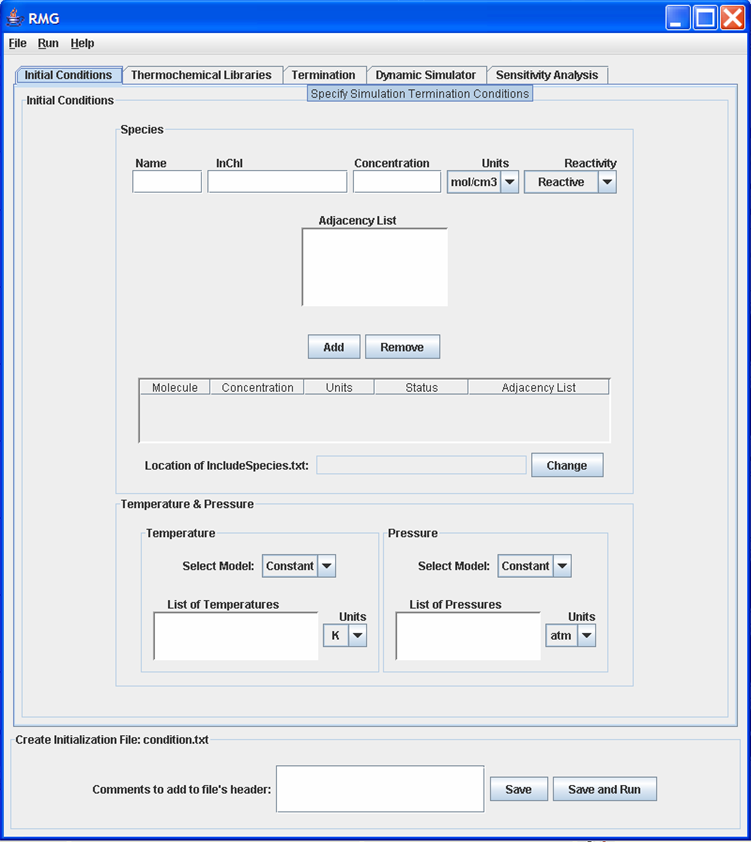 RMG
File Run Help
Initial Conditions Thermochemical Libraries Termination Dynamic Simulator Sensitivity Analysis
Specify Simulation Termination Conditions
Initial Conditions
Species
Name InChI Concentration Units Reactivity
mol/cm3 Reactive
Adjacency List
Add Remove
Molecule Concentration Units Status Adjacency List
Location of IncludeSpecies.txt: Change
Temperature & Pressure
Temperature Pressure
Select Model: Constant Select Model: Constant
List of Temperatures List of Pressures
Units Units
K atm
Create Initialization File: condition.txt
Comments to add to file's header: Save Save and Run